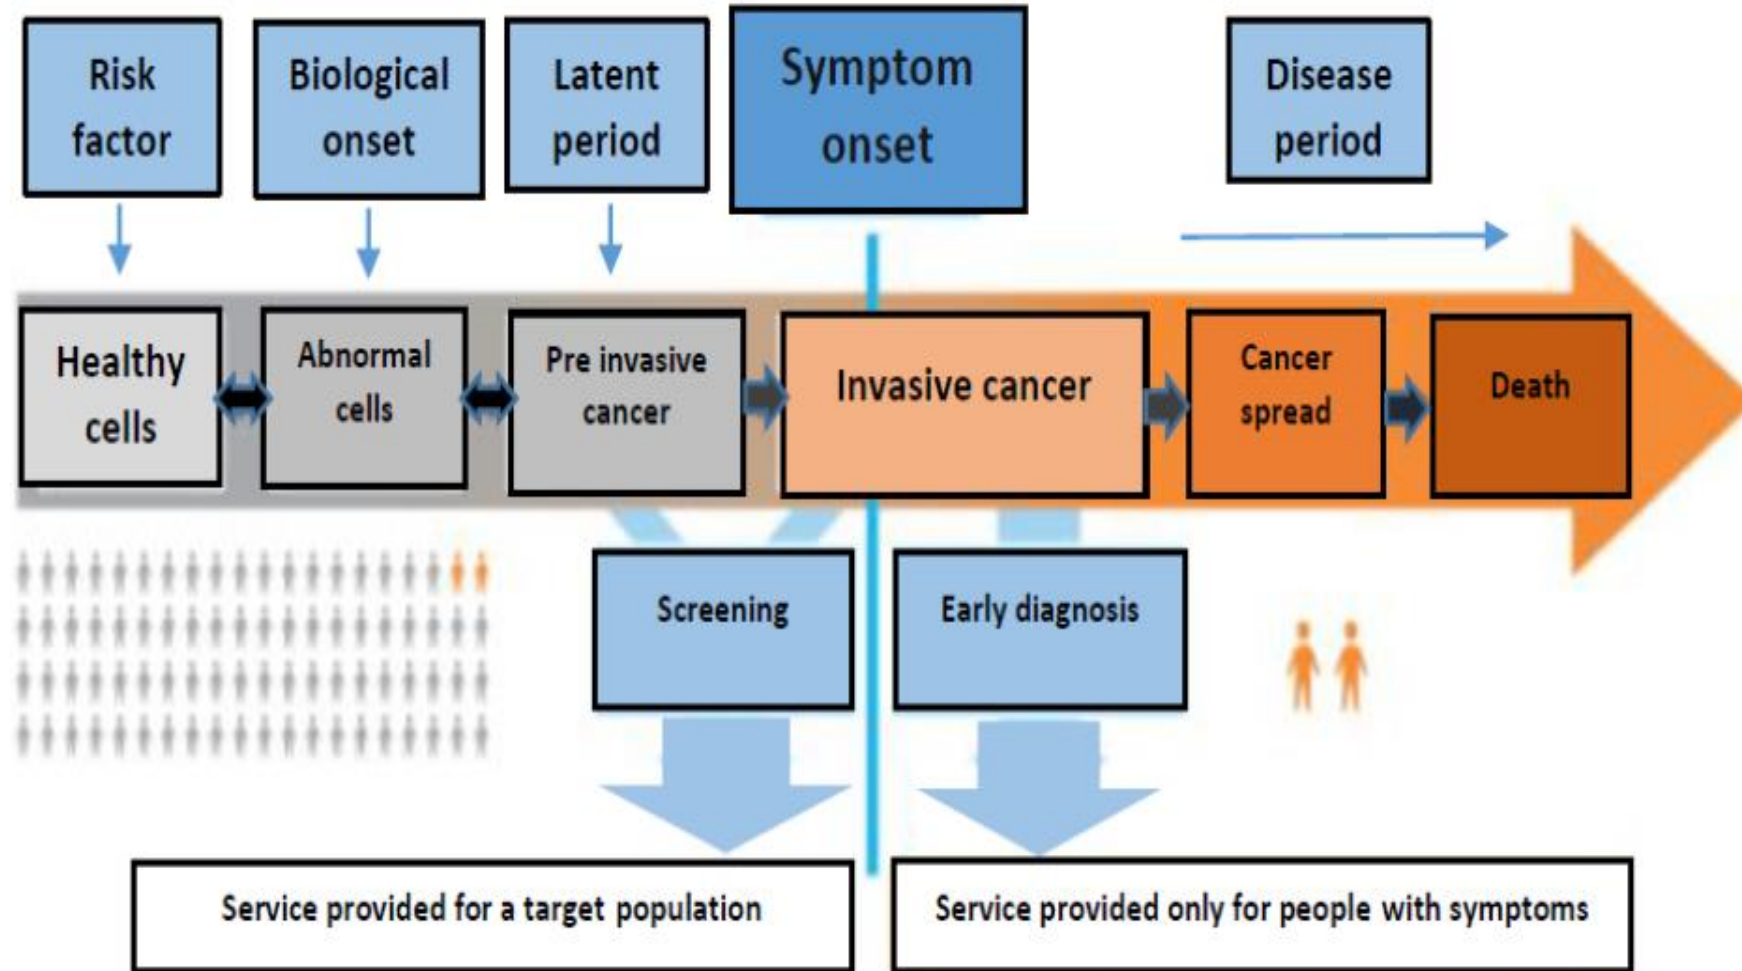 Risk
factor
Biological
onset
Latent
period
Symptom
onset
Disease
period
Healthy
cells
Abnormal
cells
Pre invasive
cancer
Invasive cancer
Cancer
spread
Death
Screening
Early diagnosis
Service provided for a target population
Service provided only for people with symptoms